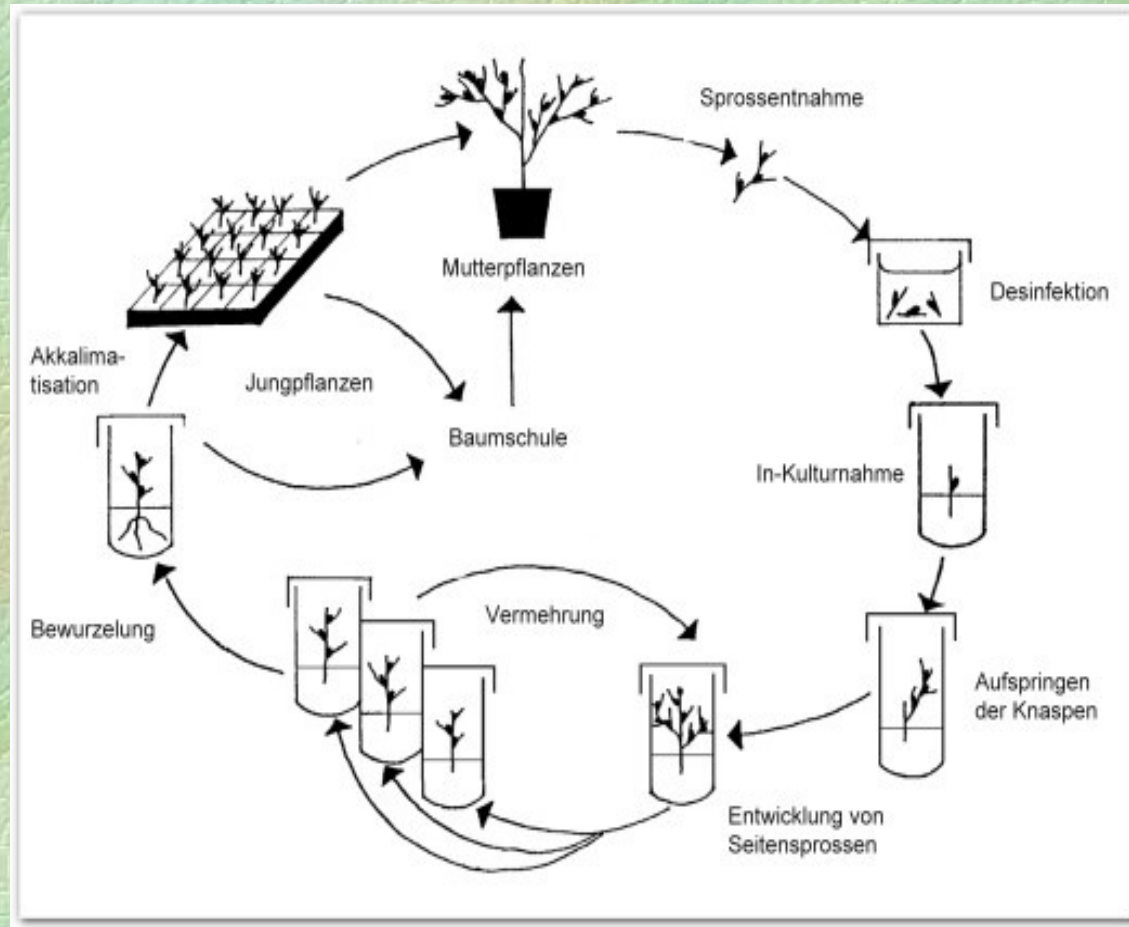 Sprossentnahme
Mutterpflanzen
Desinfektion
Akkalima-
tisation
Jungpflanzen
Baumschule
In-Kulturnahme
Bewurzelung
Vermehrung
Aufspringen
der Knaspen
Entwicklung von
Seitensprossen